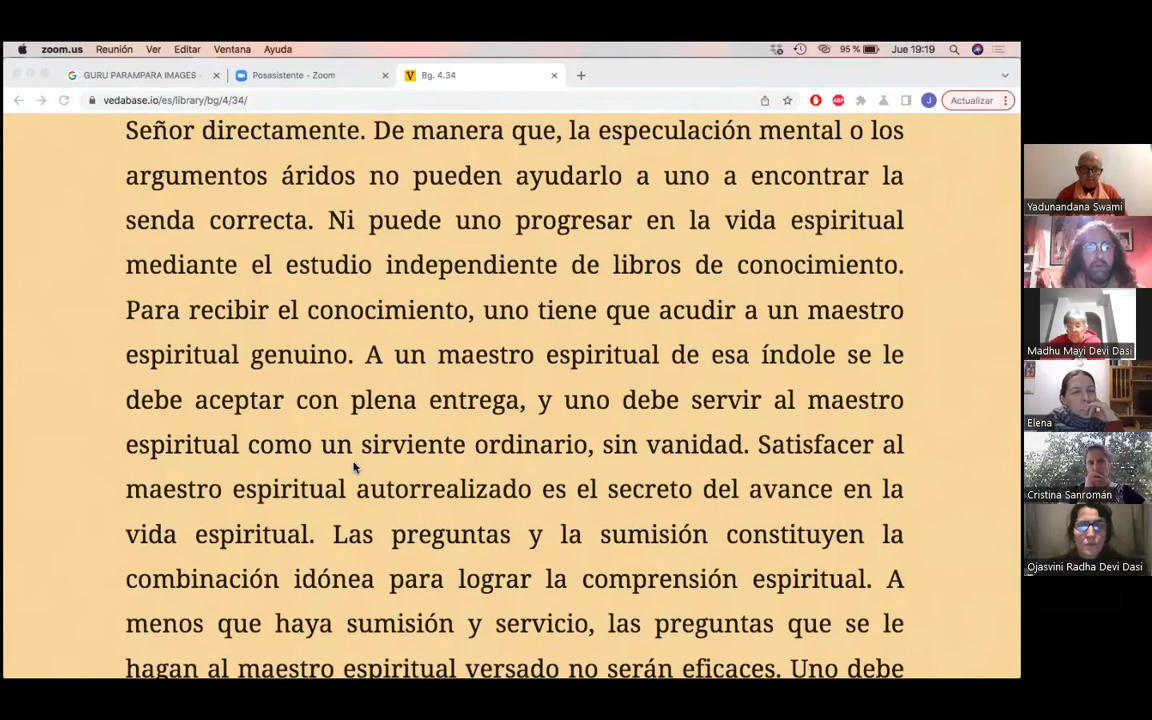 zoom.us Reunión Ver Editar Ventana Ayuda 95 % Jue 19:19
GURU PARAMPARA IMAGES - Posasistente - Zoom Bg. 4.34
vedabase.io/es/library/bg/4/34/ Actualizar
Señor directamente. De manera que, la especulación mental o los
argumentos áridos no pueden ayudarlo a uno a encontrar la
senda correcta. Ni puede uno progresar en la vida espiritual
mediante el estudio independiente de libros de conocimiento.
Para recibir el conocimiento, uno tiene que acudir a un maestro
espiritual genuino. A un maestro espiritual de esa índole se le
debe aceptar con plena entrega, y uno debe servir al maestro
espiritual como un sirviente ordinario, sin vanidad. Satisfacer al
maestro espiritual autorrealizado es el secreto del avance en la
vida espiritual. Las preguntas y la sumisión constituyen la
combinación idónea para lograr la comprensión espiritual. A
menos que haya sumisión y servicio, las preguntas que se le
hagan al maestro espiritual versado no serán eficaces. Uno debe
Yadunandana Swami
Madhu Mayi Devi Dasi
Elena
Cristina Sanromán
Ojasvini Radha Devi Dasi